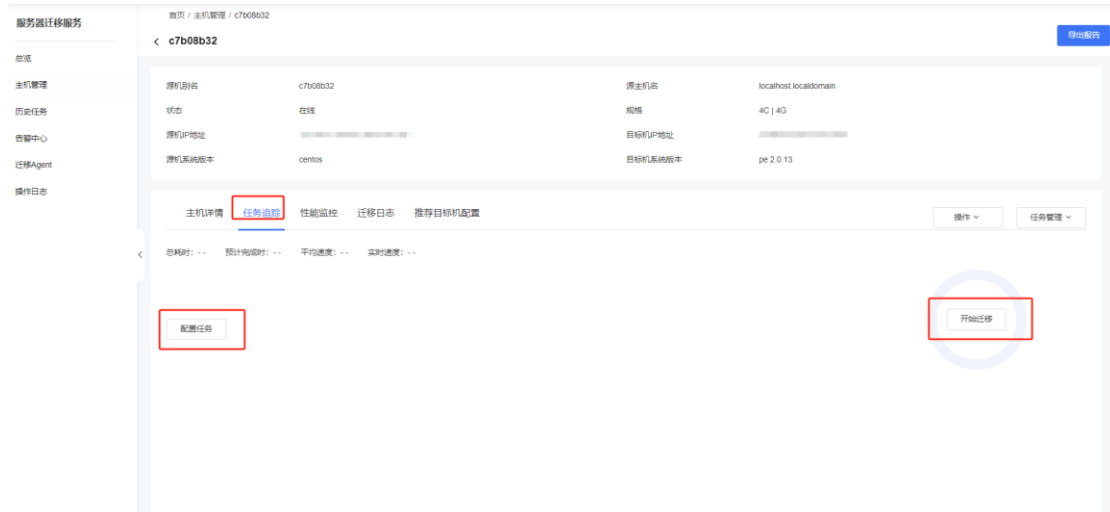 服务器迁移服务
总览
主机管理
历史任务
告警中心
迁移Agent
操作日志
首页 / 主机管理 / c7b08b32
c7b08b32
导出报告
源机别名 c7b08b32 源主机名 localhost.localdomain
状态 在线 规格 4C | 4G
源机IP地址 目标机IP地址
源机系统版本 centos 目标机系统版本 pe 2.0.13
主机详情 任务追踪 性能监控 迁移日志 推荐目标机配置 操作 任务管理
总耗时：-- 预计完成时：-- 平均速度：-- 实时速度：--
配置任务 开始迁移